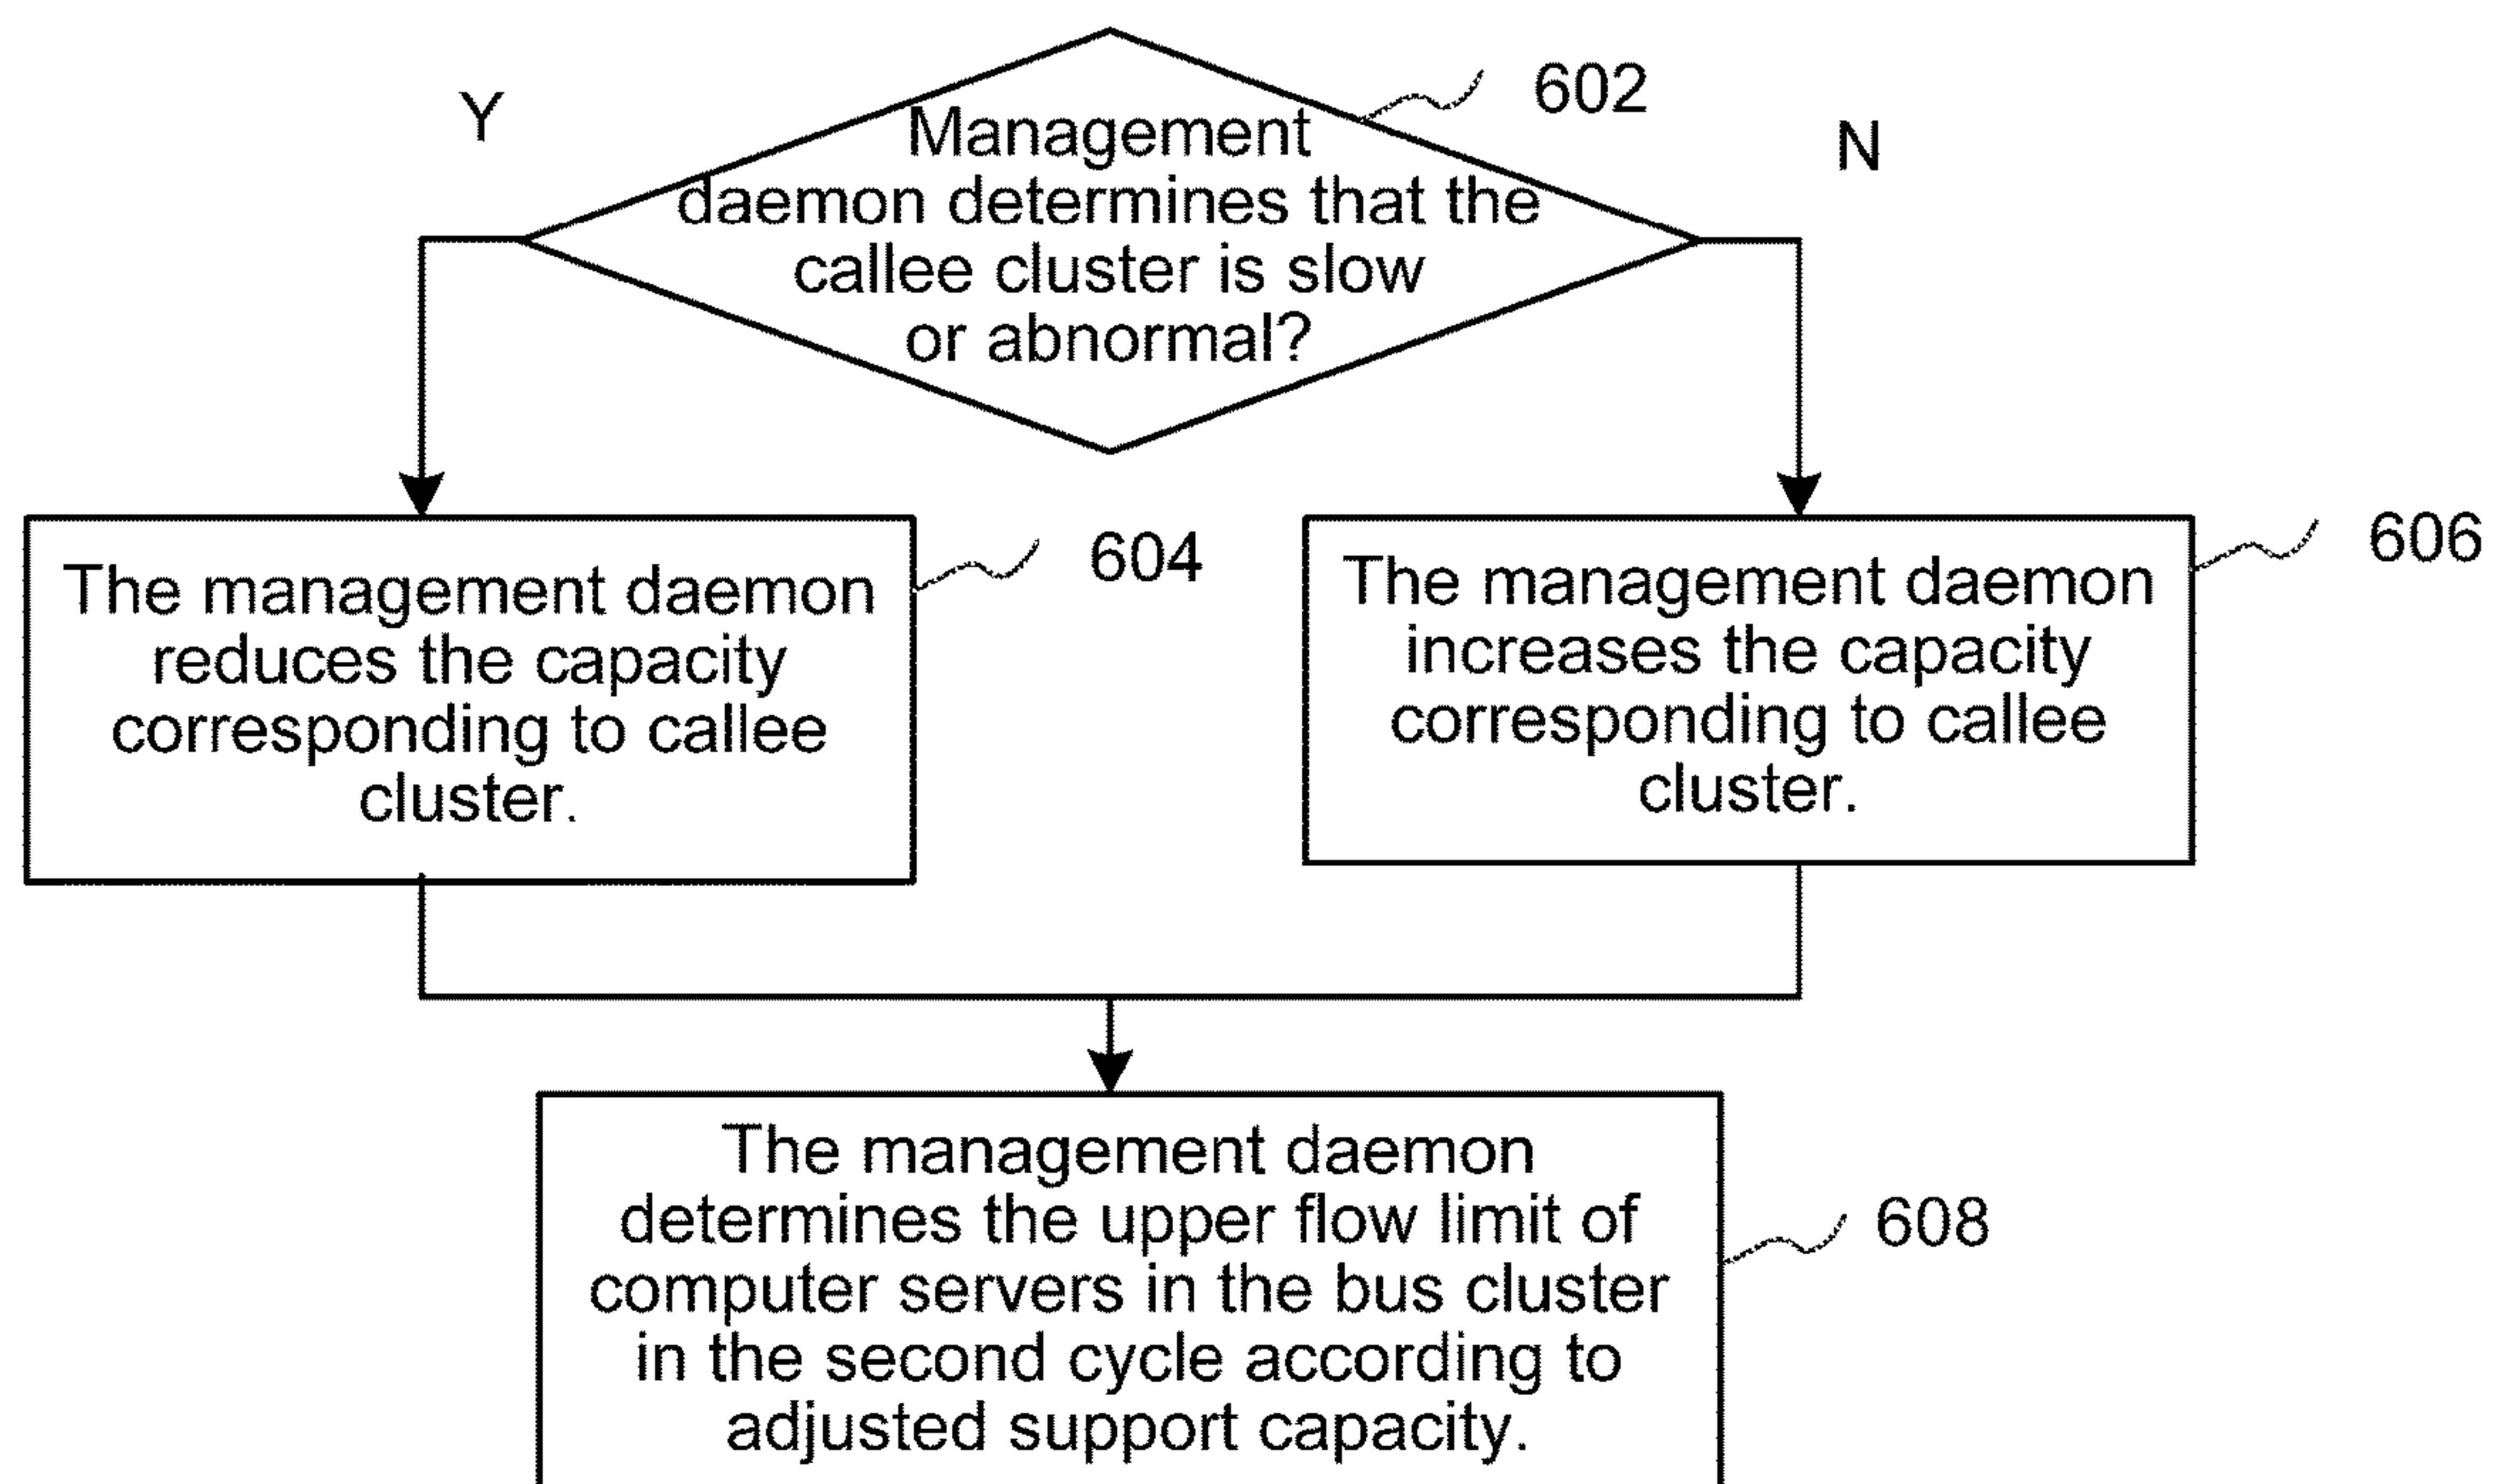 Y
602
N
Management
daemon determines that the
callee cluster is slow
or abnormal?
604
The management daemon
reduces the capacity
corresponding to callee
cluster.
606
The management daemon
increases the capacity
corresponding to callee
cluster.
The management daemon
determines the upper flow limit of
computer servers in the bus cluster
in the second cycle according to
adjusted support capacity.
608